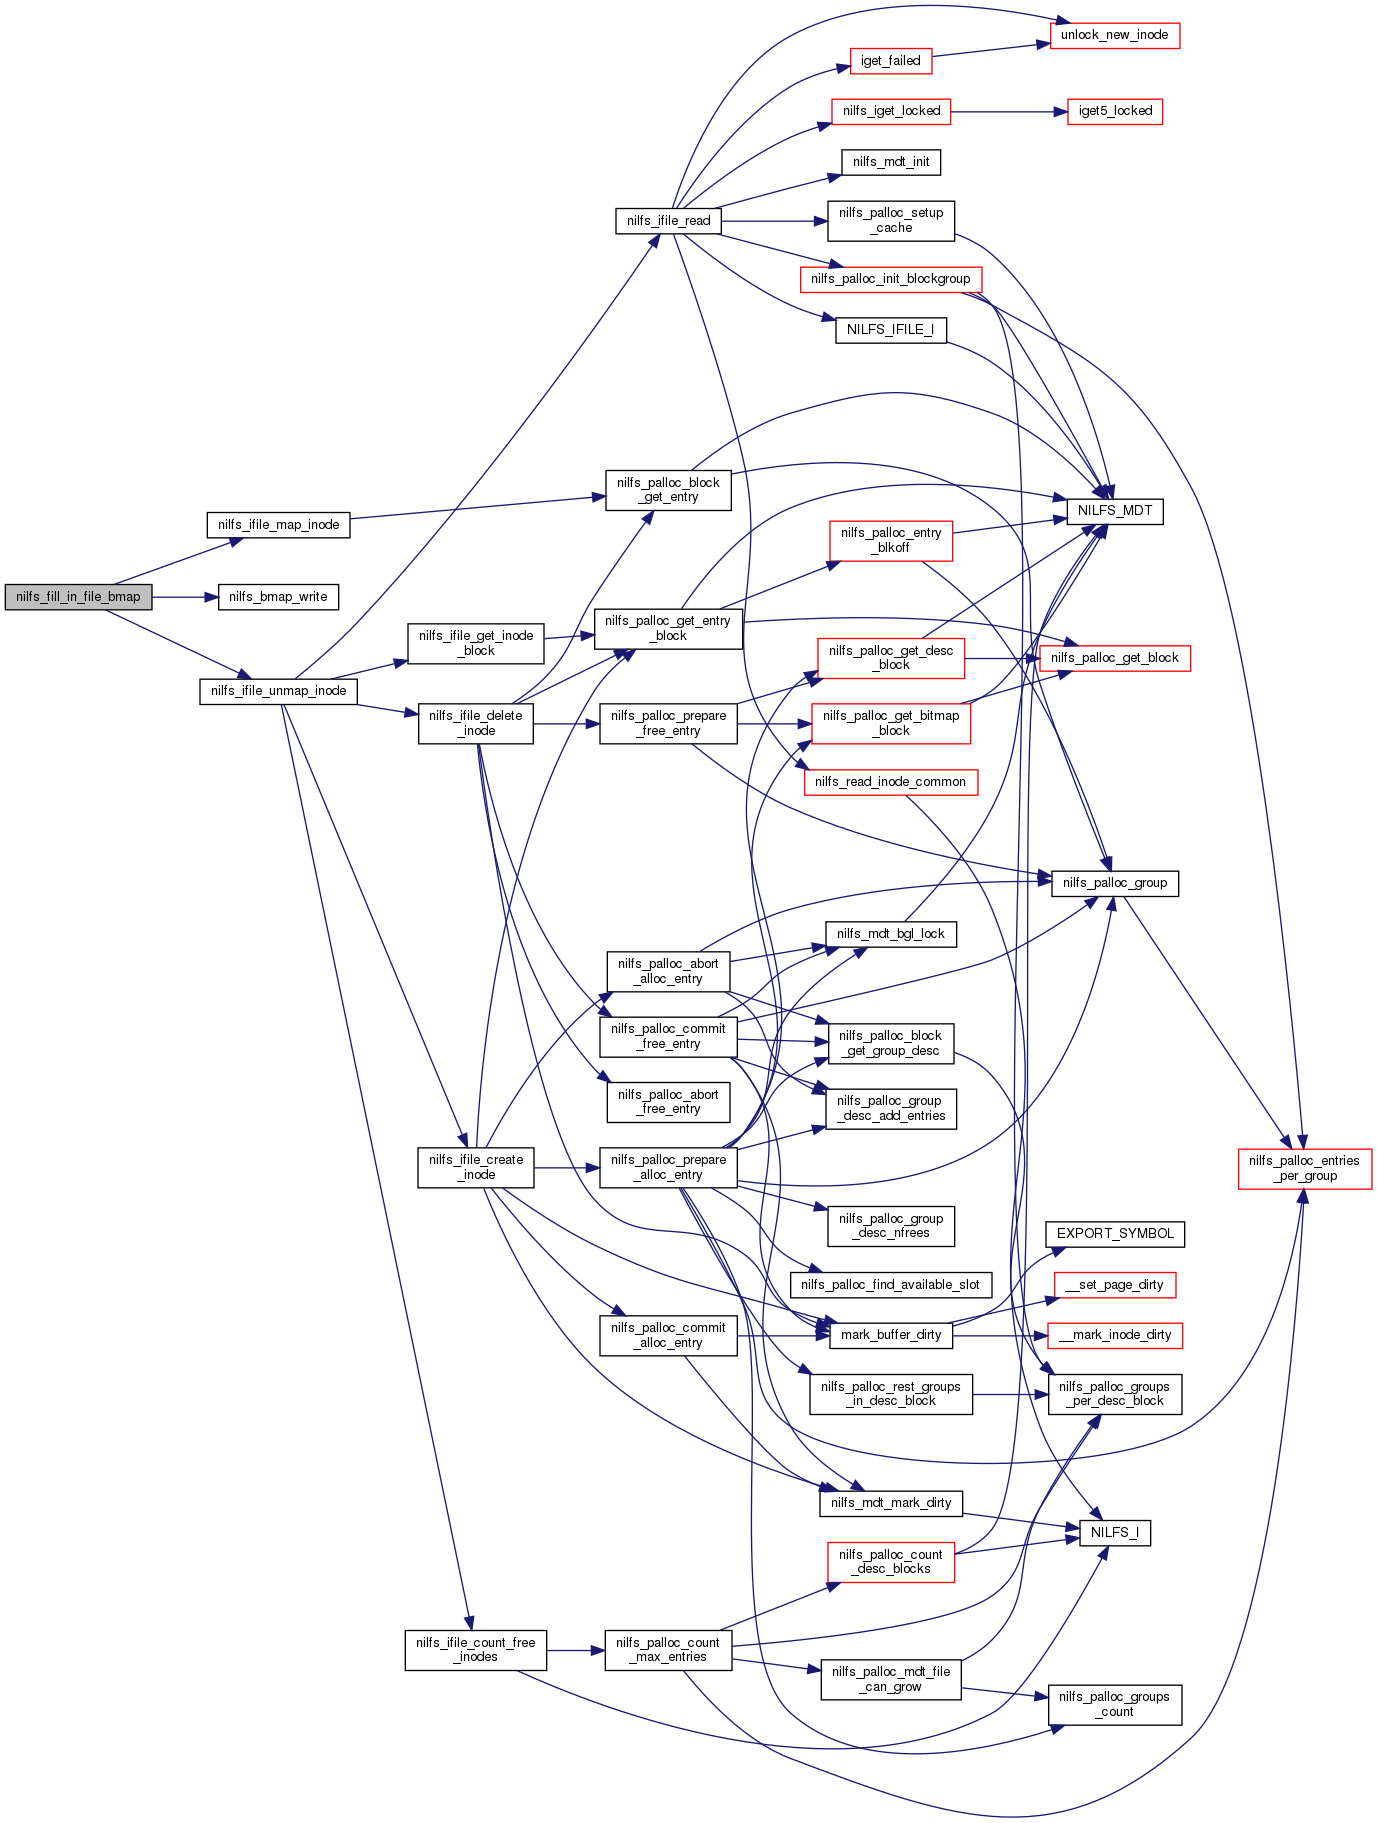 unlock_new_inode
iget_failed
nilfs_iget_locked
iget5_locked
nilfs_mdt_init
nilfs_ifile_read
nilfs_palloc_setup
_cache
nilfs_palloc_init_blockgroup
NILFS_IFILE_I
nilfs_palloc_block
_get_entry
NILFS_MDT
nilfs_ifile_map_inode
nilfs_palloc_entry
_blkoff
nilfs_fill_in_file_bmap
nilfs_bmap_write
nilfs_ifile_get_inode
_block
nilfs_palloc_get_entry
_block
nilfs_palloc_get_desc
_block
nilfs_palloc_get_block
nilfs_ifile_unmap_inode
nilfs_ifile_delete
_inode
nilfs_palloc_prepare
_free_entry
nilfs_palloc_get_bitmap
_block
nilfs_read_inode_common
nilfs_palloc_group
nilfs_mdt_bgl_lock
nilfs_palloc_abort
_alloc_entry
nilfs_palloc_commit
_free_entry
nilfs_palloc_block
_get_group_desc
nilfs_palloc_abort
_free_entry
nilfs_palloc_group
_desc_add_entries
nilfs_ifile_create
_inode
nilfs_palloc_prepare
_alloc_entry
nilfs_palloc_entries
_per_group
nilfs_palloc_group
_desc_nfrees
EXPORT_SYMBOL
nilfs_palloc_find_available_slot
__set_page_dirty
nilfs_palloc_commit
_alloc_entry
mark_buffer_dirty
__mark_inode_dirty
nilfs_palloc_rest_groups
_in_desc_block
nilfs_palloc_groups
_per_desc_block
nilfs_mdt_mark_dirty
NILFS_I
nilfs_palloc_count
_desc_blocks
nilfs_ifile_count_free
_inodes
nilfs_palloc_count
_max_entries
nilfs_palloc_mdt_file
_can_grow
nilfs_palloc_groups
_count